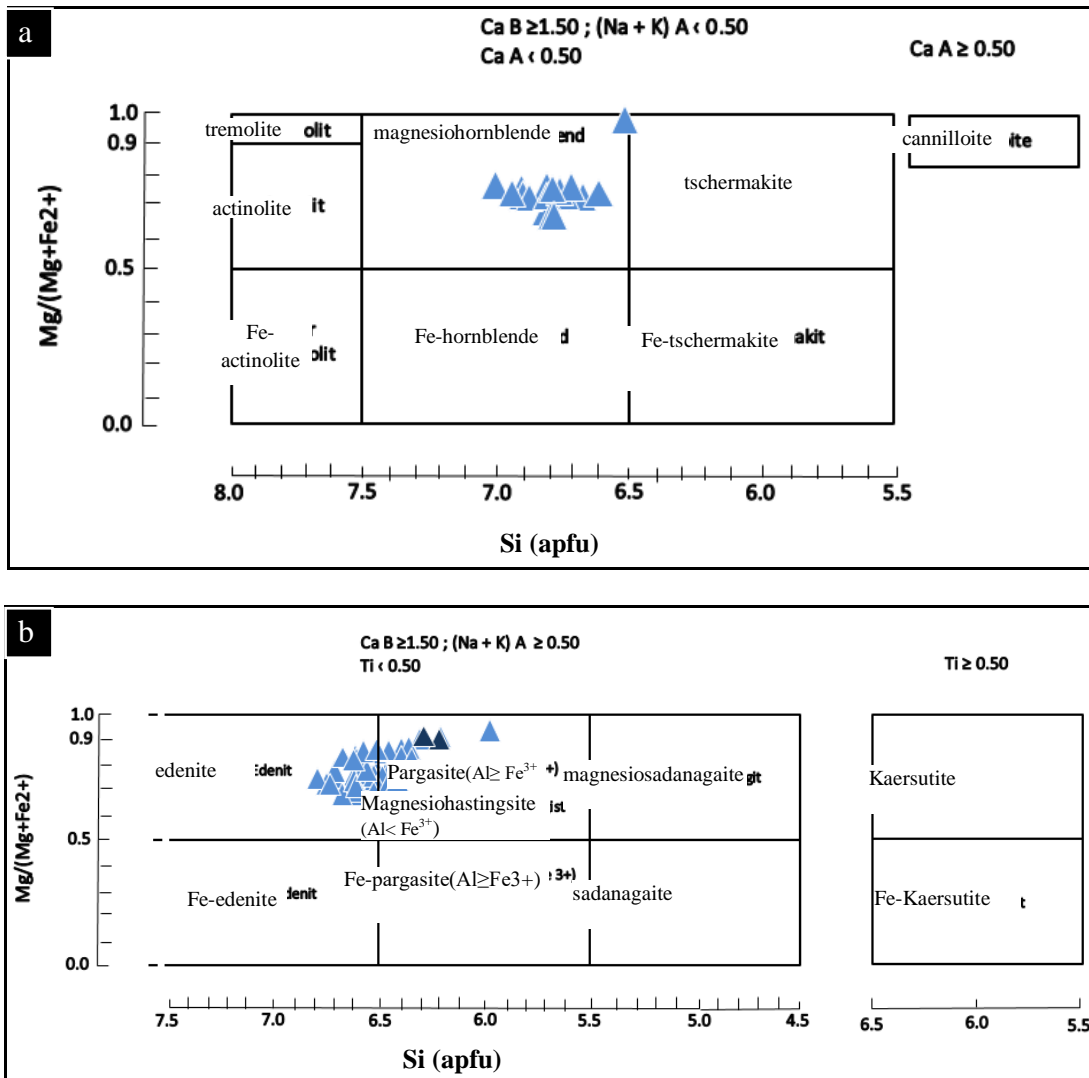 a
Ca B ≥1.50 ; (Na + K) A ‹ 0.50
Ca A ‹ 0.50
Ca A ≥ 0.50
Mg/(Mg+Fe2+)
1.0
0.9
0.5
0.0
tremolite olit
magnesiohornblende end
cannilloite ite
tschermakite
actinolite it
Fe-
actinolite olit
Fe-hornblende d
Fe-tschermakite akit
8.0 7.5 7.0 6.5 6.0 5.5
Si (apfu)
b
Ca B ≥1.50 ; (Na + K) A ≥ 0.50
Ti ‹ 0.50
Ti ≥ 0.50
Mg/(Mg+Fe2+)
1.0
0.9
0.5
0.0
edenite Edenit
Pargasite(Al≥ Fe³⁺ +)
magnesiosadanagaite git
Kaersutite
Magnesiohastingsite ist
(Al< Fe³⁺)
Fe-edenite denit
Fe-pargasite(Al≥Fe3+) e 3+)
sadanagaite
Fe-Kaersutite t
7.5 7.0 6.5 6.0 5.5 5.0 4.5
6.5 6.0 5.5
Si (apfu)